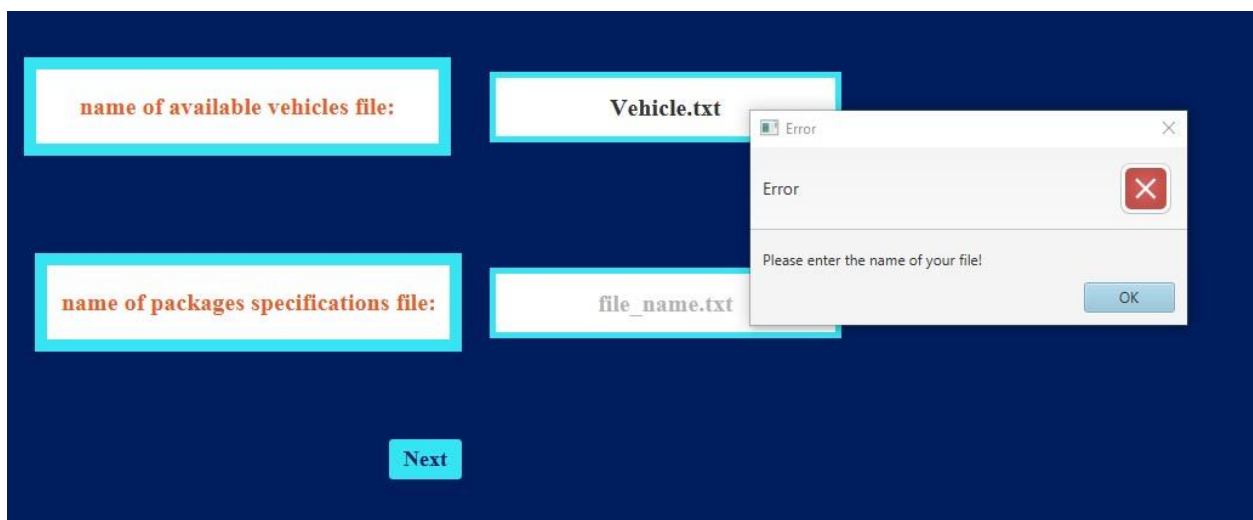 name of available vehicles file:
Vehicle.txt
Error
Error
Please enter the name of your file!
OK
name of packages specifications file:
file_name.txt
Next